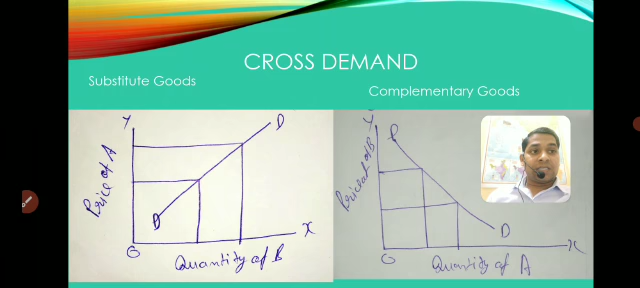 CROSS DEMAND
Substitute Goods
Complementary Goods
Y
D
Price of A
D
O
X
Quantity of B
Y
D
Price of B
D
O
X
Quantity of A